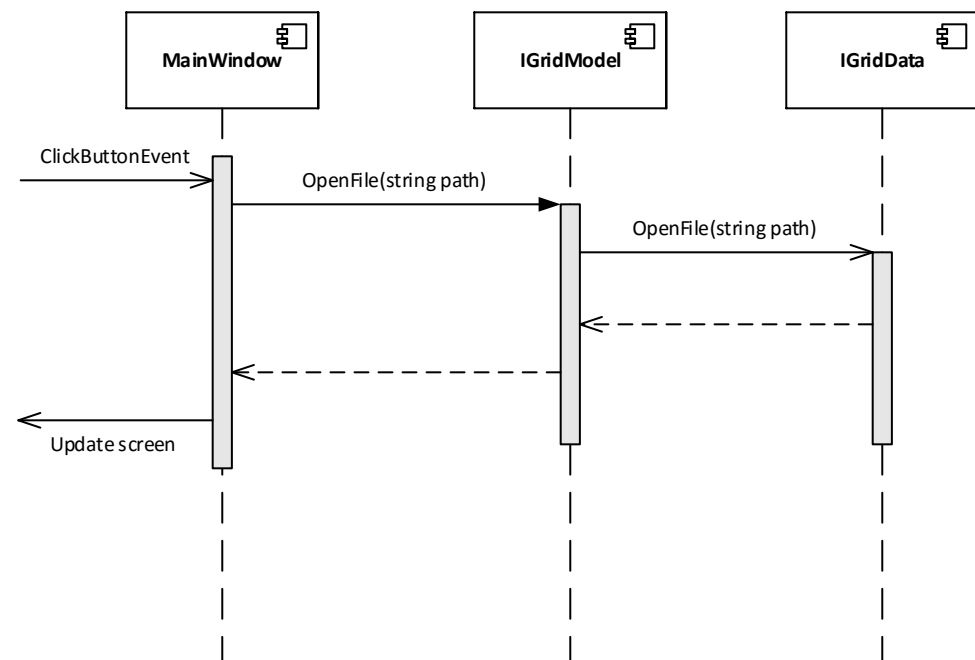 MainWindow
IGridModel
IGridData
ClickButtonEvent
OpenFile(string path)
OpenFile(string path)
Update screen